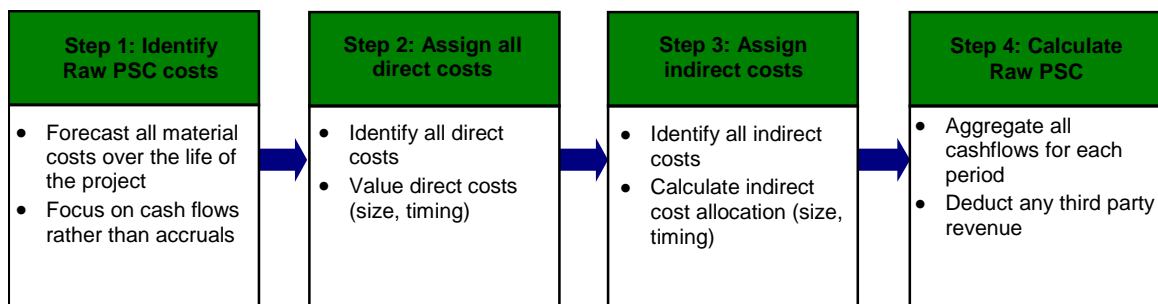 Step 1: Identify
Raw PSC costs
• Forecast all material
costs over the life of
the project
• Focus on cash flows
rather than accruals
Step 2: Assign all
direct costs
• Identify all direct
costs
• Value direct costs
(size, timing)
Step 3: Assign
indirect costs
• Identify all indirect
costs
• Calculate indirect
cost allocation (size,
timing)
Step 4: Calculate
Raw PSC
• Aggregate all
cashflows for each
period
• Deduct any third party
revenue